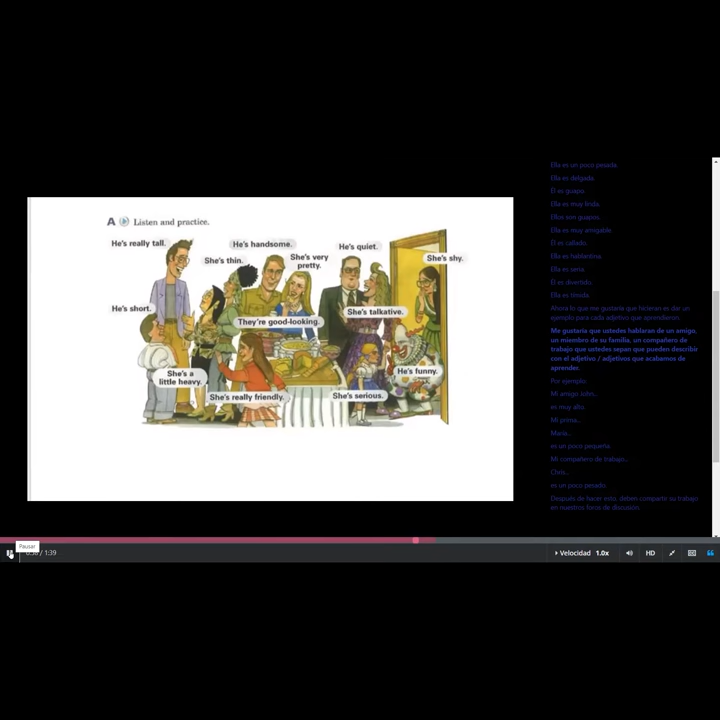 A Listen and practice.
He's really tall.
He's handsome.
She's thin.
She's very
pretty.
He's quiet.
She's shy.
He's short.
They're good-looking.
She's talkative.
She's a
little heavy.
She's really friendly.
She's serious.
He's funny.
Ella es un poco pesada.
Ella es delgada.
Él es guapo.
Ella es muy linda.
Ellos son guapos.
Ella es muy amigable.
Él es callado.
Ella es hablantina.
Ella es seria.
Él es divertido.
Ella es tímida.
Ahora lo que me gustaría que hicieran es dar un
ejemplo para cada adjetivo que aprendieron.
Me gustaría que ustedes hablaran de un amigo,
un miembro de su familia, un compañero de
trabajo que ustedes sepan que pueden describir
con el adjetivo / adjetivos que acabamos de
aprender.
Por ejemplo:
Mi amigo John...
es muy alto.
Mi prima...
María...
es un poco pequeña.
Mi compañero de trabajo...
Chris...
es un poco pesado.
Después de hacer esto, deben compartir su trabajo
en nuestros foros de discusión.
Pausar
/ 1:39
Velocidad 1.0x
HD